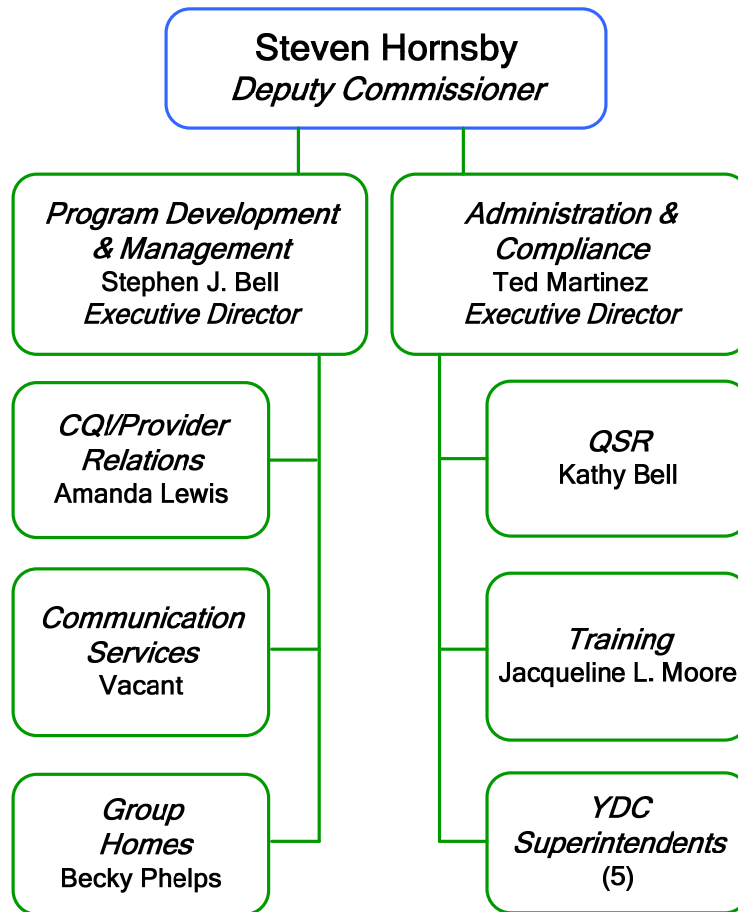 Steven Hornsby
Deputy Commissioner
Program Development
& Management
Stephen J. Bell
Executive Director
Administration &
Compliance
Ted Martinez
Executive Director
CQI/Provider
Relations
Amanda Lewis
QSR
Kathy Bell
Communication
Services
Vacant
Training
Jacqueline L. Moore
Group
Homes
Becky Phelps
YDC
Superintendents
(5)